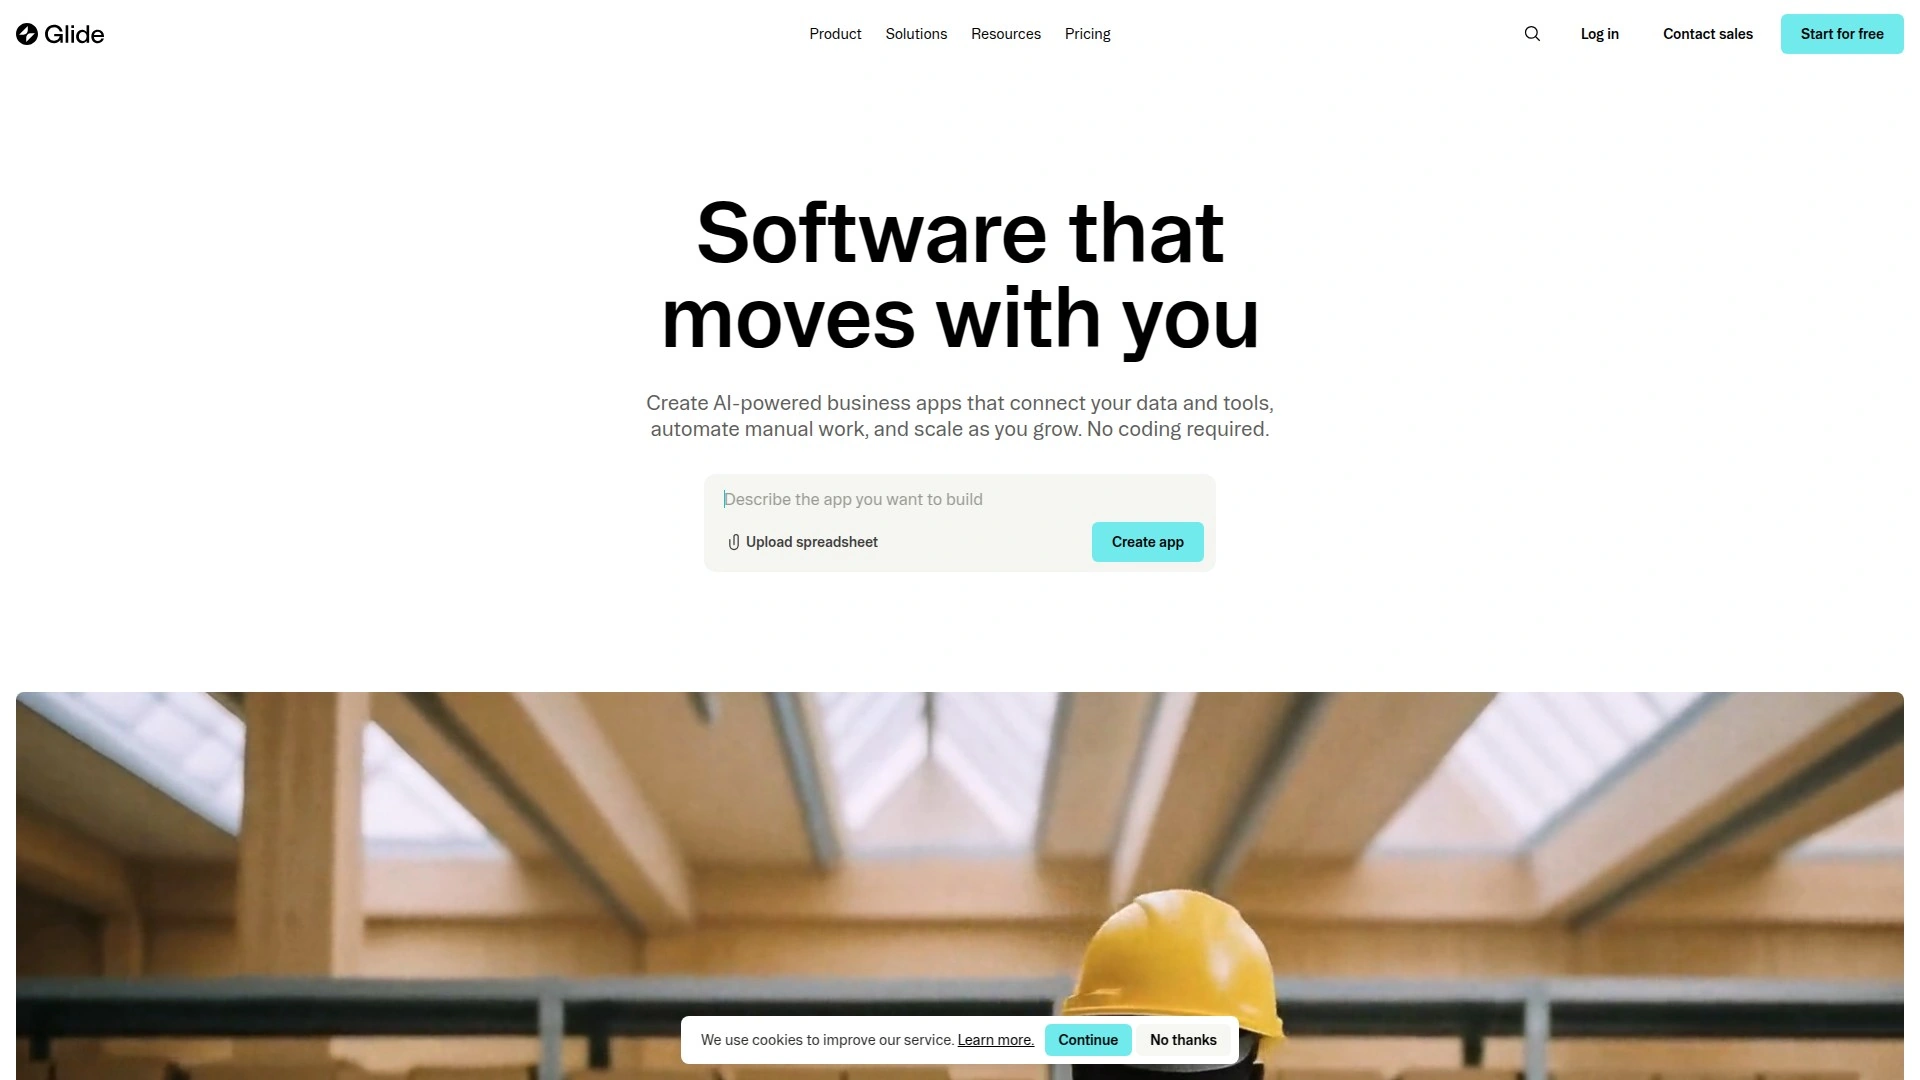 Glide
Product
Solutions
Resources
Pricing
Log in
Contact sales
Start for free
Software that
moves with you
Create AI-powered business apps that connect your data and tools,
automate manual work, and scale as you grow. No coding required.
Describe the app you want to build
Upload spreadsheet
Create app
We use cookies to improve our service. Learn more.
Continue
No thanks